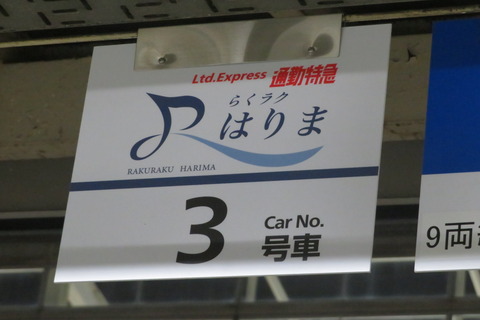 Ltd.Express 通勤特急
らくラク
はりま
RAKURAKU HARIMA
3 Car No.
号車
9両